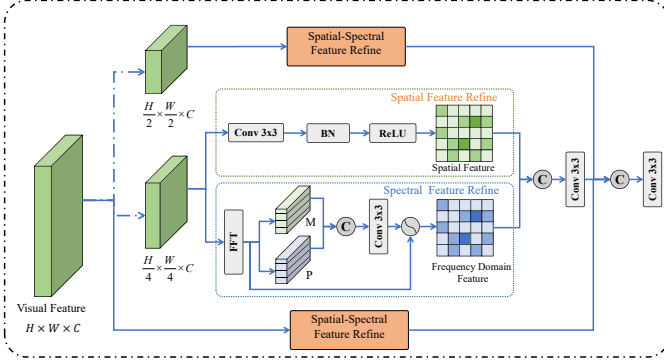 Spatial-Spectral
Feature Refine
H/2 × W/2 × C
Spatial Feature Refine
Conv 3x3
BN
ReLU
Spatial Feature
Spectral Feature Refine
FFT
M
P
C
Conv 3x3
Frequency Domain
Feature
C
Conv 3x3
C
Conv 3x3
H/4 × W/4 × C
Visual Feature
H × W × C
Spatial-Spectral
Feature Refine